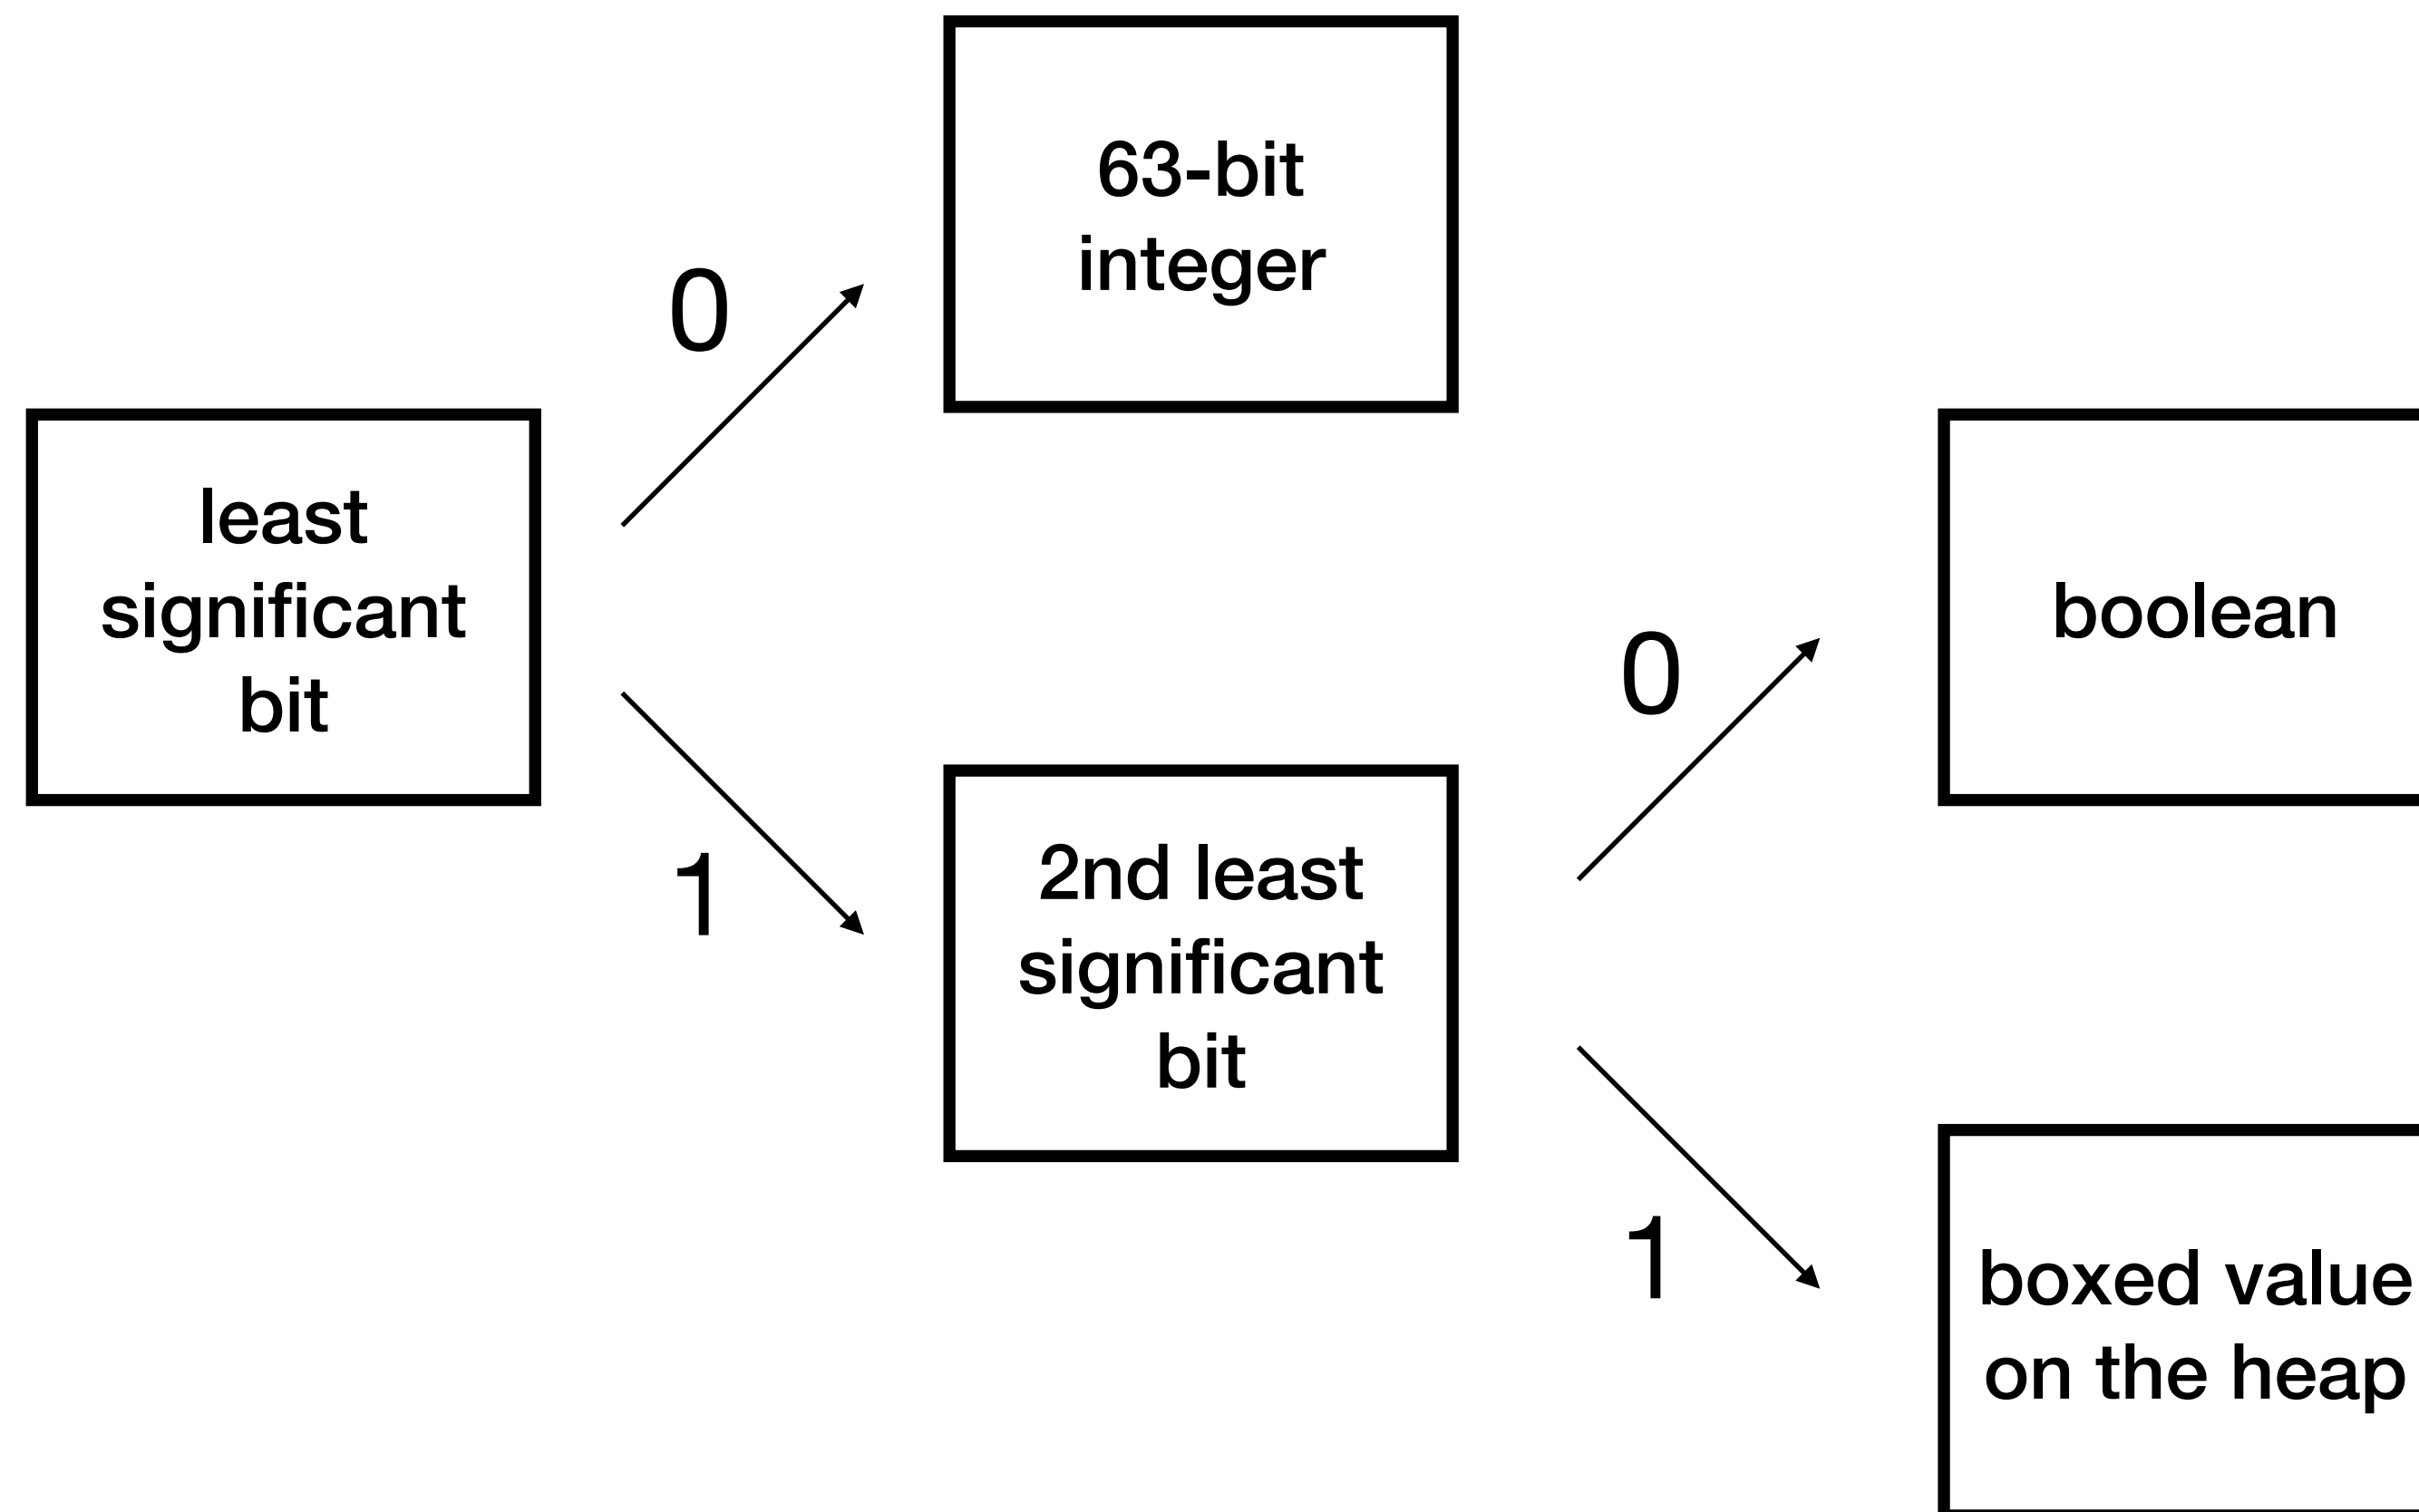 63-bit
integer
0
least
significant
bit
boolean
0
1
2nd least
significant
bit
1
boxed value
on the heap